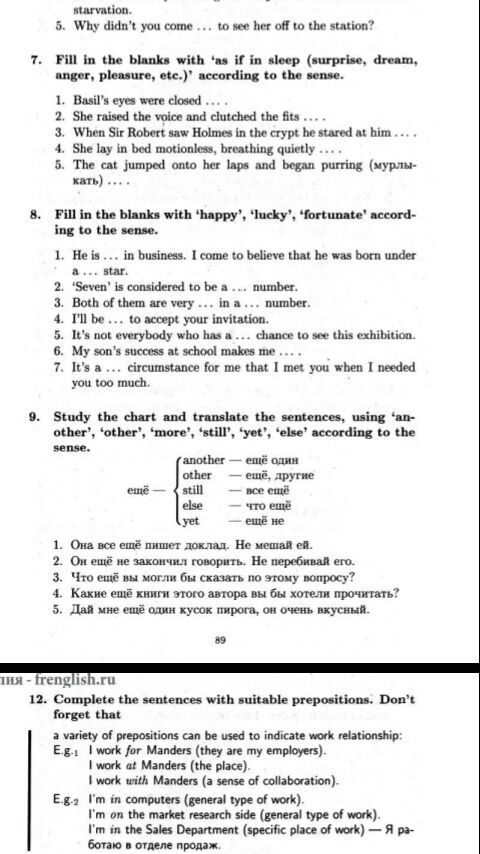 starvation.
5. Why didn't you come ... to see her off to the station?
7. Fill in the blanks with 'as if in sleep (surprise, dream,
anger, pleasure, etc.)' according to the sense.
1. Basil's eyes were closed ... .
2. She raised the voice and clutched the fits ... .
3. When Sir Robert saw Holmes in the crypt he stared at him ... .
4. She lay in bed motionless, breathing quietly ... .
5. The cat jumped onto her laps and began purring (мурлы-
кать) ... .
8. Fill in the blanks with 'happy', 'lucky', 'fortunate' accord-
ing to the sense.
1. He is ... in business. I come to believe that he was born under
a ... star.
2. 'Seven' is considered to be a ... number.
3. Both of them are very ... in a ... number.
4. I'll be ... to accept your invitation.
5. It's not everybody who has a ... chance to see this exhibition.
6. My son's success at school makes me ... .
7. It's a ... circumstance for me that I met you when I needed
you too much.
9. Study the chart and translate the sentences, using 'an-
other', 'other', 'more', 'still', 'yet', 'else' according to the
sense.
another — ещё один
other — ещё, другие
ещё — still — все ещё
else — что ещё
yet — ещё не
1. Она все ещё пишет доклад. Не мешай ей.
2. Он ещё не закончил говорить. Не перебивай его.
3. Что ещё вы могли бы сказать по этому вопросу?
4. Какие ещё книги этого автора вы бы хотели прочитать?
5. Дай мне ещё один кусок пирога, он очень вкусный.
89
ия - frenglish.ru
12. Complete the sentences with suitable prepositions. Don't
forget that
a variety of prepositions can be used to indicate work relationship:
E.g.1 I work for Manders (they are my employers).
I work at Manders (the place).
I work with Manders (a sense of collaboration).
E.g.2 I'm in computers (general type of work).
I'm on the market research side (general type of work).
I'm in the Sales Department (specific place of work) — Я ра-
ботаю в отделе продаж.